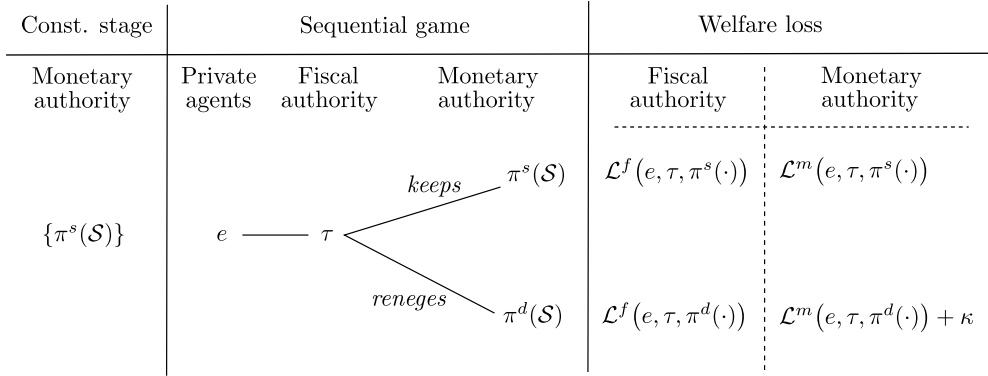 Const. stage Sequential game Welfare loss
Monetary authority Private agents Fiscal authority Monetary authority Fiscal authority Monetary authority
keeps π^s(𝒮) ℒ^f(e, τ, π^s(·)) ℒ^m(e, τ, π^s(·))
{π^s(𝒮)} e τ
reneges π^d(𝒮) ℒ^f(e, τ, π^d(·)) ℒ^m(e, τ, π^d(·)) + κ